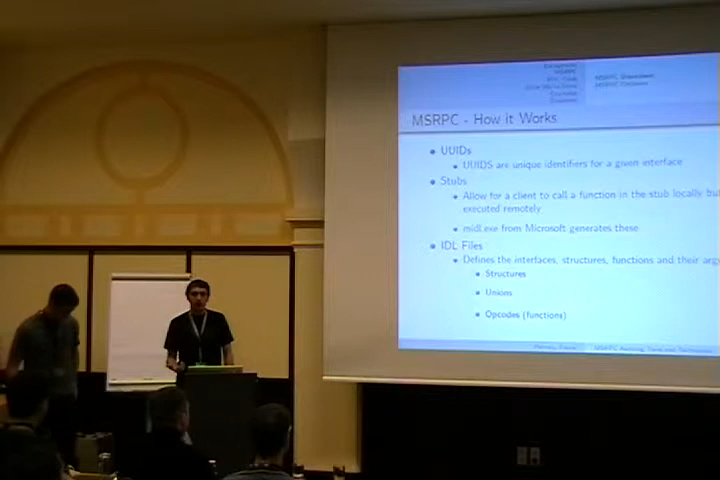 MSRPC - How it Works
UUIDs
UUIDS are unique identifiers for a given interface
Stubs
Allow for a client to call a function in the stub locally but
executed remotely
midl.exe from Microsoft generates these
IDL Files
Defines the interfaces, structures, functions and their arg
Structures
Unions
Opcodes (functions)